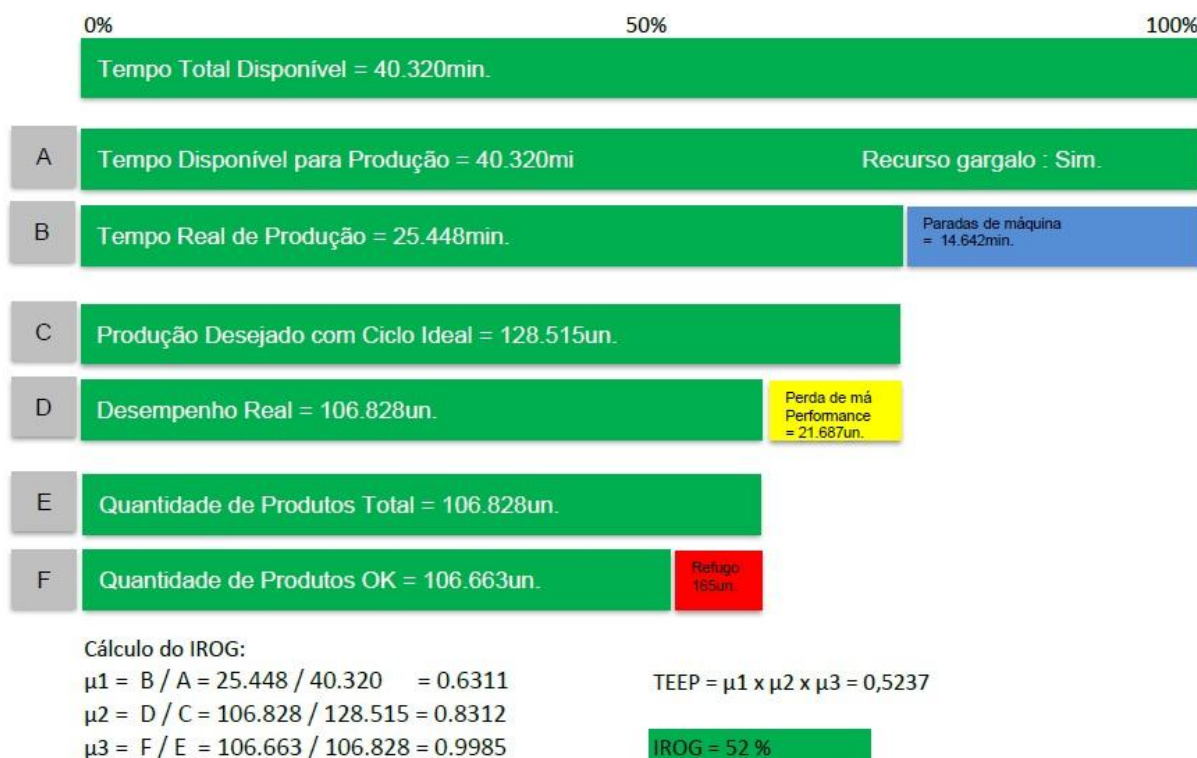 0% 50% 100%
Tempo Total Disponível = 40.320min.
A Tempo Disponível para Produção = 40.320mi Recurso gargalo : Sim.
B Tempo Real de Produção = 25.448min. Paradas de máquina
= 14.642min.
C Produção Desejado com Ciclo Ideal = 128.515un.
D Desempenho Real = 106.828un. Perda de má
Performance
= 21.687un.
E Quantidade de Produtos Total = 106.828un.
F Quantidade de Produtos OK = 106.663un. Refugo
165un.
Cálculo do IROG:
µ1 = B / A = 25.448 / 40.320 = 0.6311 TEEP = µ1 x µ2 x µ3 = 0,5237
µ2 = D / C = 106.828 / 128.515 = 0.8312
µ3 = F / E = 106.663 / 106.828 = 0.9985 IROG = 52 %